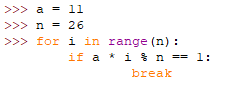 >>> a = 11
>>> n = 26
>>> for i in range(n):
        if a * i % n == 1:
                break